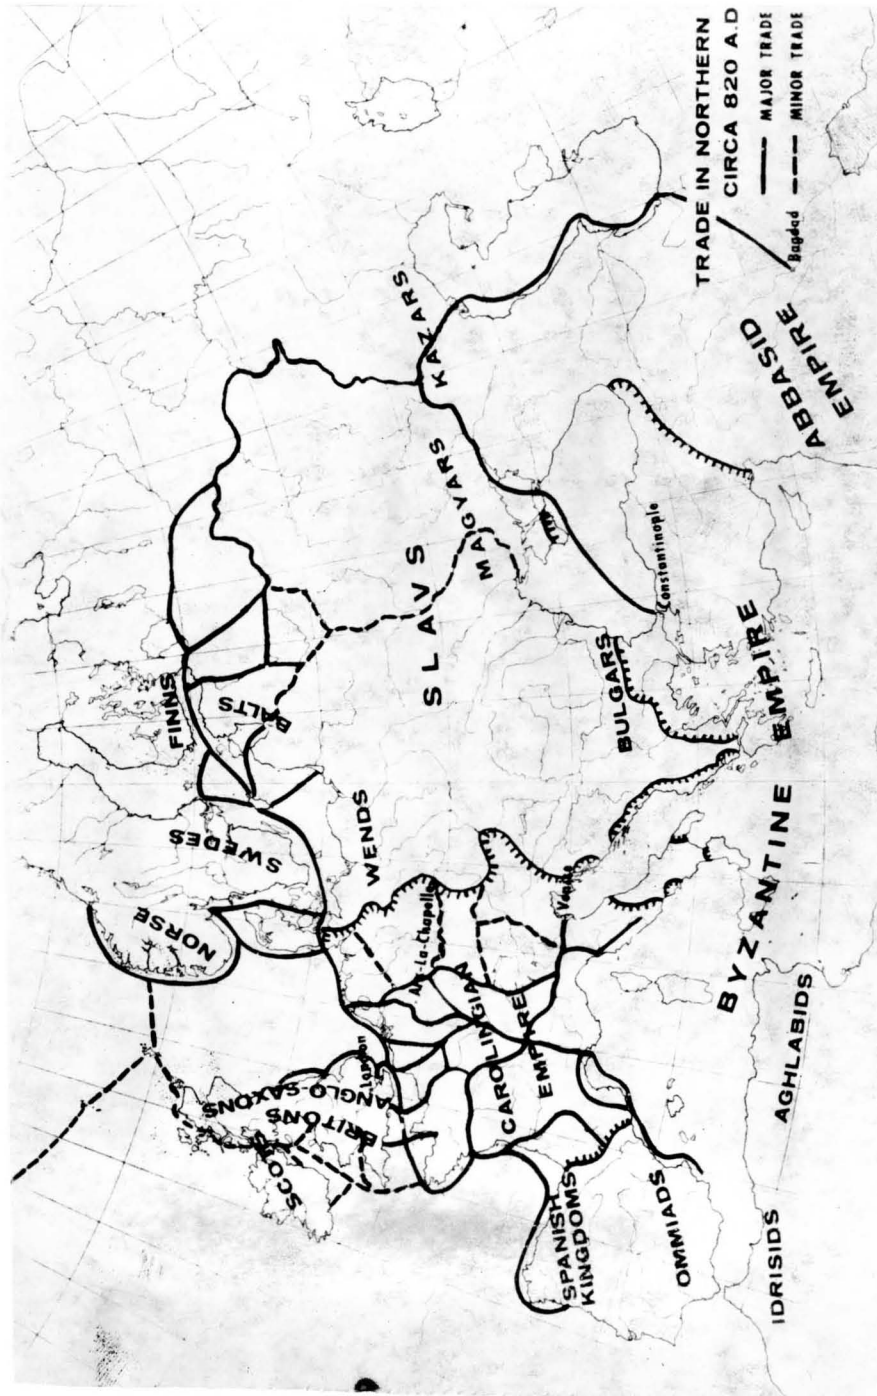 TRADE IN NORTHERN
CIRCA 820 A.D
MAJOR TRADE
MINOR TRADE
NORSE
SWEDES
FINNS
BALTS
SCOTS
BRITONS
ANGLO SAXONS
London
WENDS
SLAVS
MAGYARS
KAZARS
Aix-la-Chapelle
CAROLINGIAN
EMPIRE
Venice
BULGARS
Constantinople
SPANISH
KINGDOMS
OMMIADS
BYZANTINE EMPIRE
ABBASID
EMPIRE
Bagdad
IDRISIDS
AGHLABIDS